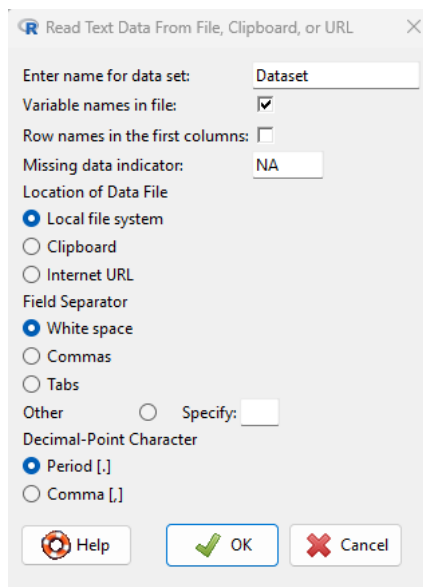 Read Text Data From File, Clipboard, or URL
Enter name for data set: Dataset
Variable names in file:
Row names in the first columns:
Missing data indicator: NA
Location of Data File
Local file system
Clipboard
Internet URL
Field Separator
White space
Commas
Tabs
Other Specify:
Decimal-Point Character
Period [.]
Comma [,]
Help OK Cancel